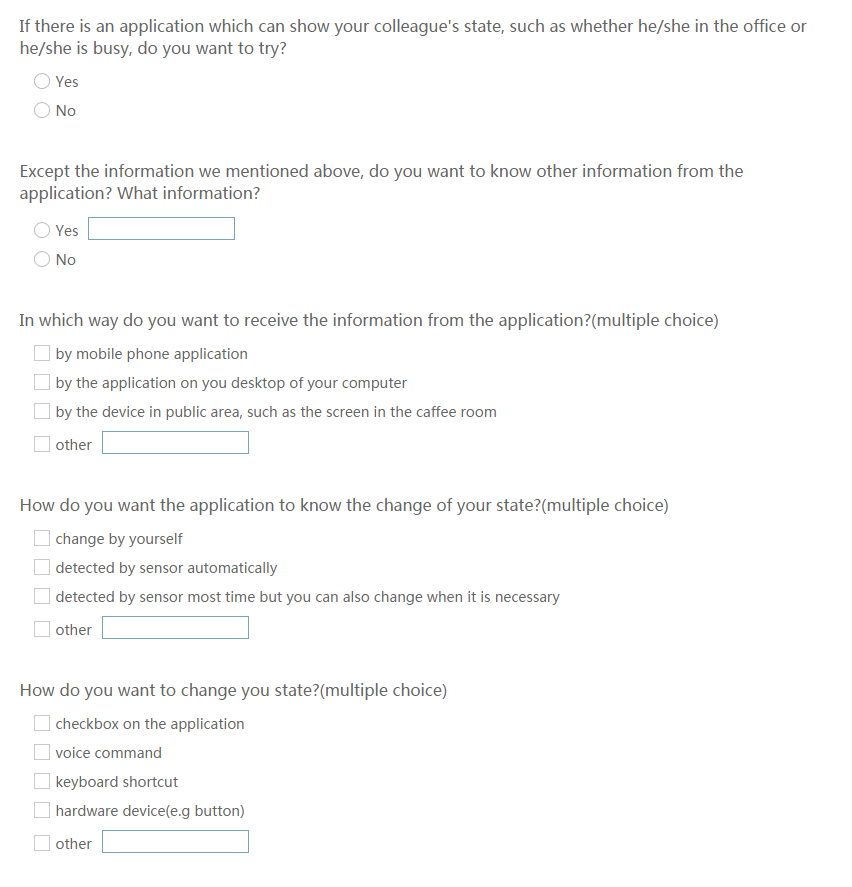 If there is an application which can show your colleague's state, such as whether he/she in the office or
he/she is busy, do you want to try?
Yes
No
Except the information we mentioned above, do you want to know other information from the
application? What information?
Yes
No
In which way do you want to receive the information from the application?(multiple choice)
by mobile phone application
by the application on you desktop of your computer
by the device in public area, such as the screen in the caffee room
other
How do you want the application to know the change of your state?(multiple choice)
change by yourself
detected by sensor automatically
detected by sensor most time but you can also change when it is necessary
other
How do you want to change you state?(multiple choice)
checkbox on the application
voice command
keyboard shortcut
hardware device(e.g button)
other